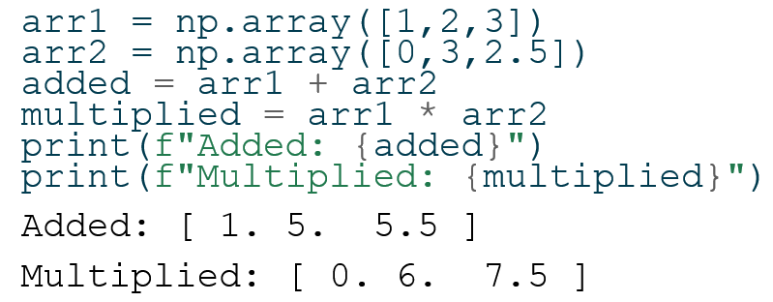 arr1 = np.array([1,2,3])
arr2 = np.array([0,3,2.5])
added = arr1 + arr2
multiplied = arr1 * arr2
print(f"Added: {added}")
print(f"Multiplied: {multiplied}")
Added: [ 1. 5.  5.5 ]
Multiplied: [ 0. 6.  7.5 ]